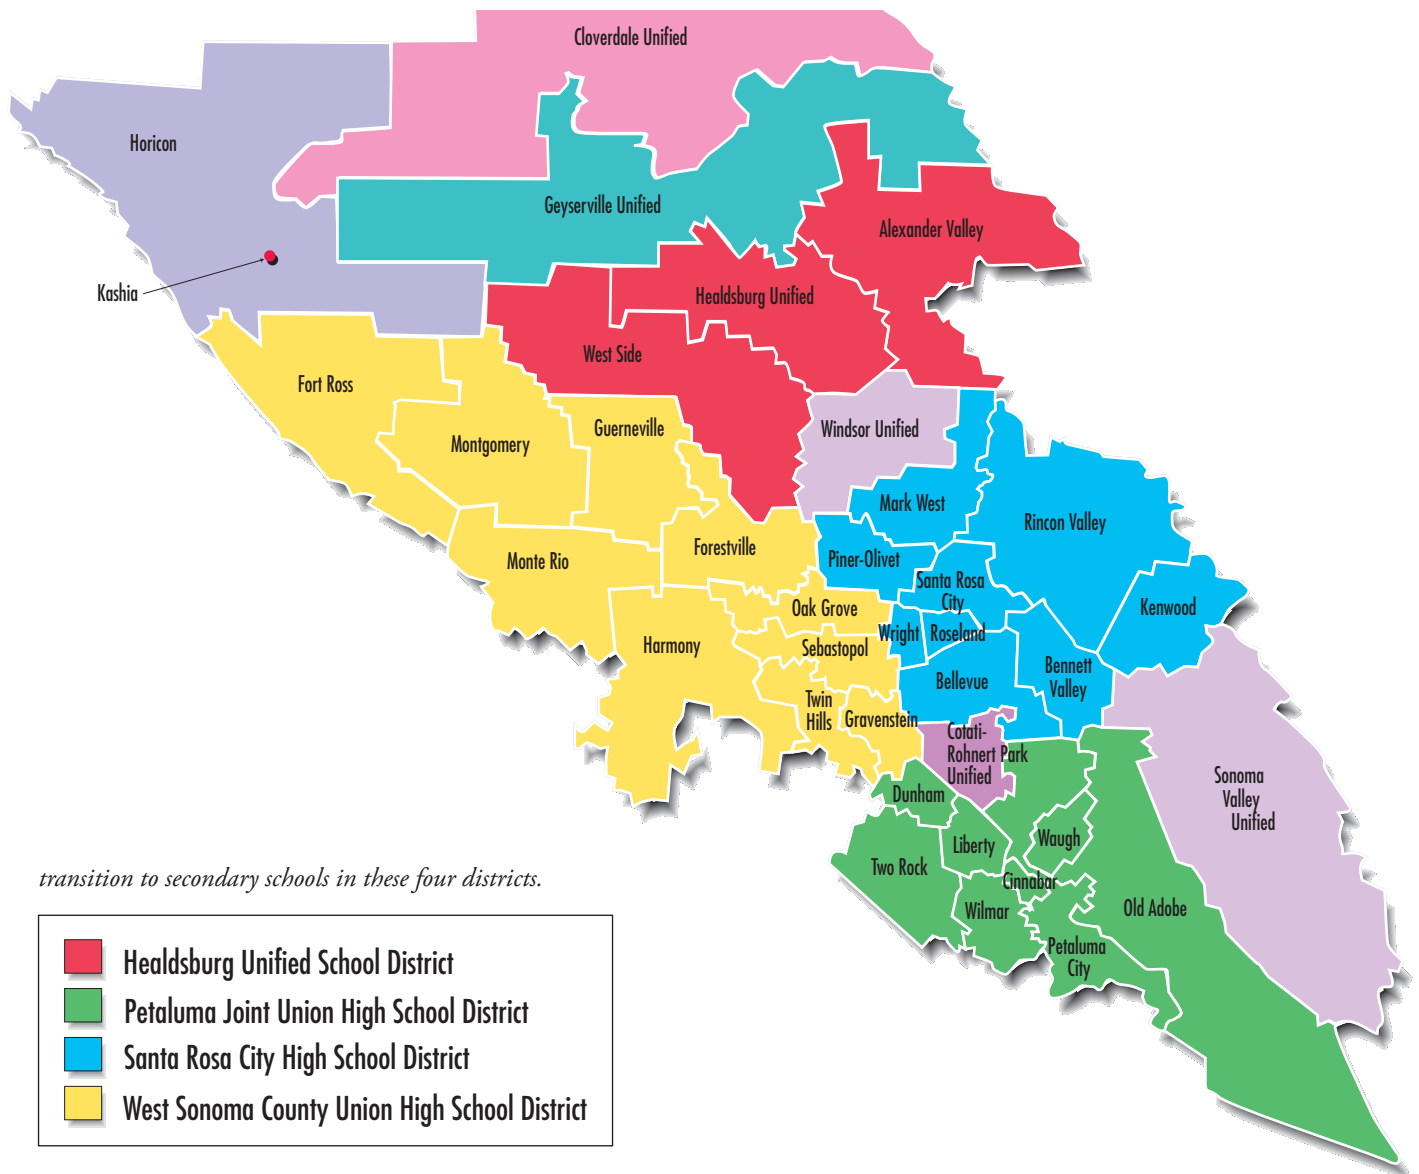 Cloverdale Unified
Horicon
Geyserville Unified
Alexander Valley
Kashia
Healdsburg Unified
West Side
Fort Ross
Guerneville
Windsor Unified
Montgomery
Mark West
Rincon Valley
Forestville
Piner-Olivet
Monte Rio
Santa Rosa
City
Kenwood
Oak Grove
Wright
Roseland
Harmony
Sebastopol
Bennett
Valley
Bellevue
Twin
Hills
Gravenstein
Cotati-
Rohnert Park
Unified
Sonoma
Valley
Unified
Dunham
Waugh
Liberty
Two Rock
Cinnabar
Wilmar
Old Adobe
Petaluma
City
transition to secondary schools in these four districts.
Healdsburg Unified School District
Petaluma Joint Union High School District
Santa Rosa City High School District
West Sonoma County Union High School District